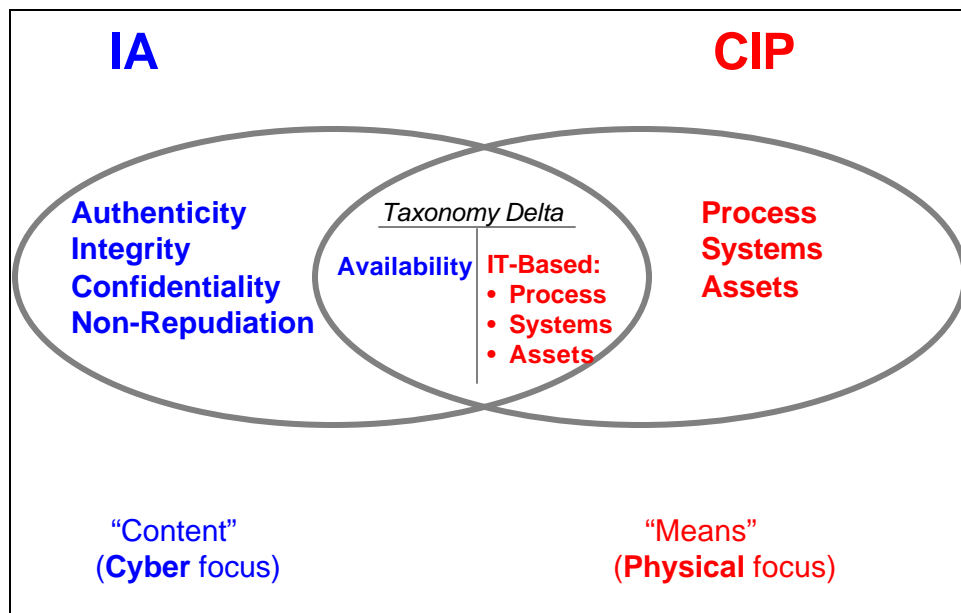 IA
CIP
Authenticity
Integrity
Confidentiality
Non-Repudiation
Taxonomy Delta
Availability
IT-Based:
• Process
• Systems
• Assets
Process
Systems
Assets
“Content”
(Cyber focus)
“Means”
(Physical focus)